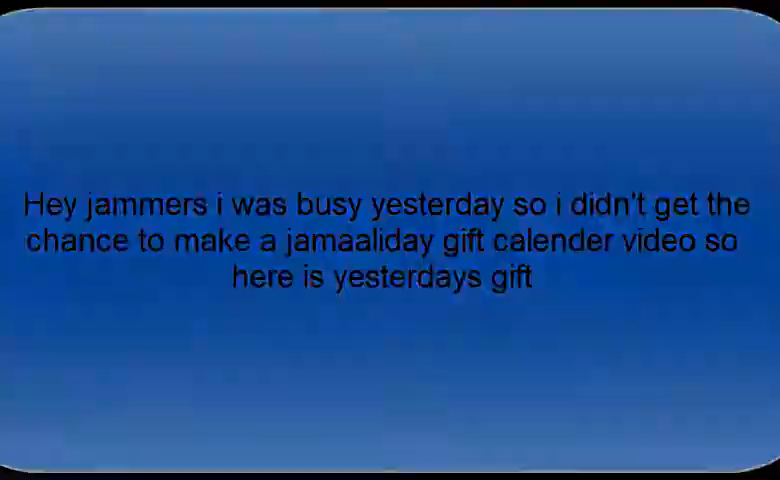 Hey jammers i was busy yesterday so i didn't get the
chance to make a jamaaliday gift calender video so
here is yesterdays gift